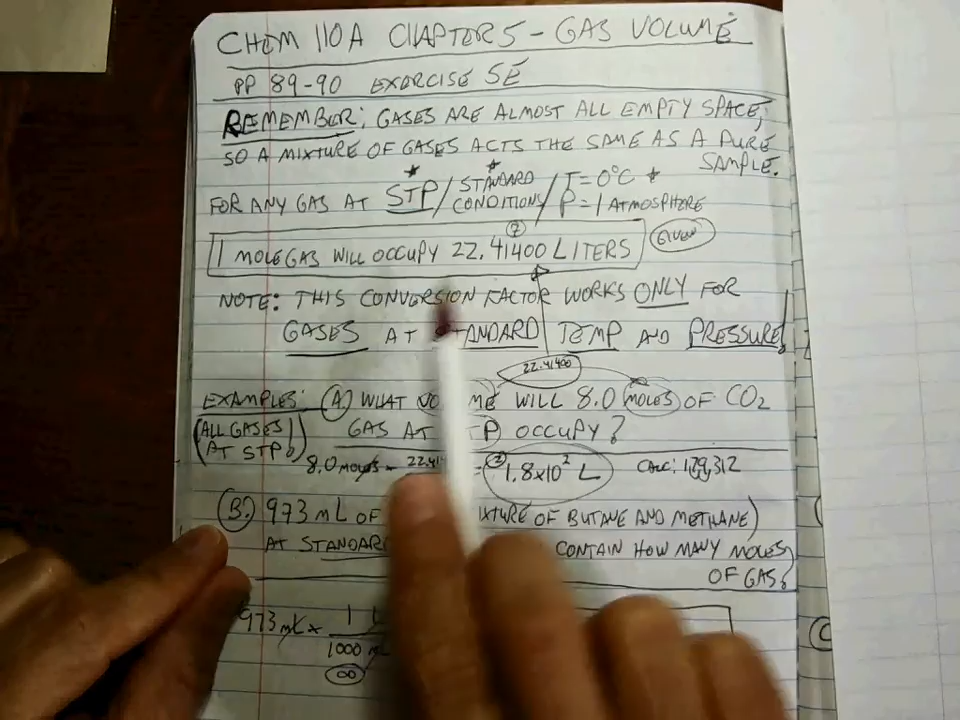 CHEM 110A CHAPTER 5 - GAS VOLUME
PP 89-90 EXERCISE 5E
REMEMBER: GASES ARE ALMOST ALL EMPTY SPACE,
SO A MIXTURE OF GASES ACTS THE SAME AS A PURE
SAMPLE.
FOR ANY GAS AT STP / STANDARD CONDITIONS / T = 0°C
P = 1 ATMOSPHERE
1 MOLE GAS WILL OCCUPY 22.41400 LITERS GIVEN
7
NOTE: THIS CONVERSION FACTOR WORKS ONLY FOR
GASES AT STANDARD TEMP AND PRESSURE!
22.41400
EXAMPLES: A) WHAT WILL 8.0 MOLES OF CO2
(ALL GASES AT STP!) GAS AT OCCUPY?
8.0 MOLES 2 1.8x10² L CALC: 179.312
B. 973 mL OF OF BUTANE AND METHANE)
AT CONTAIN HOW MANY MOLES
OF GAS?
973 mL x 1
1000 mL
∞
C